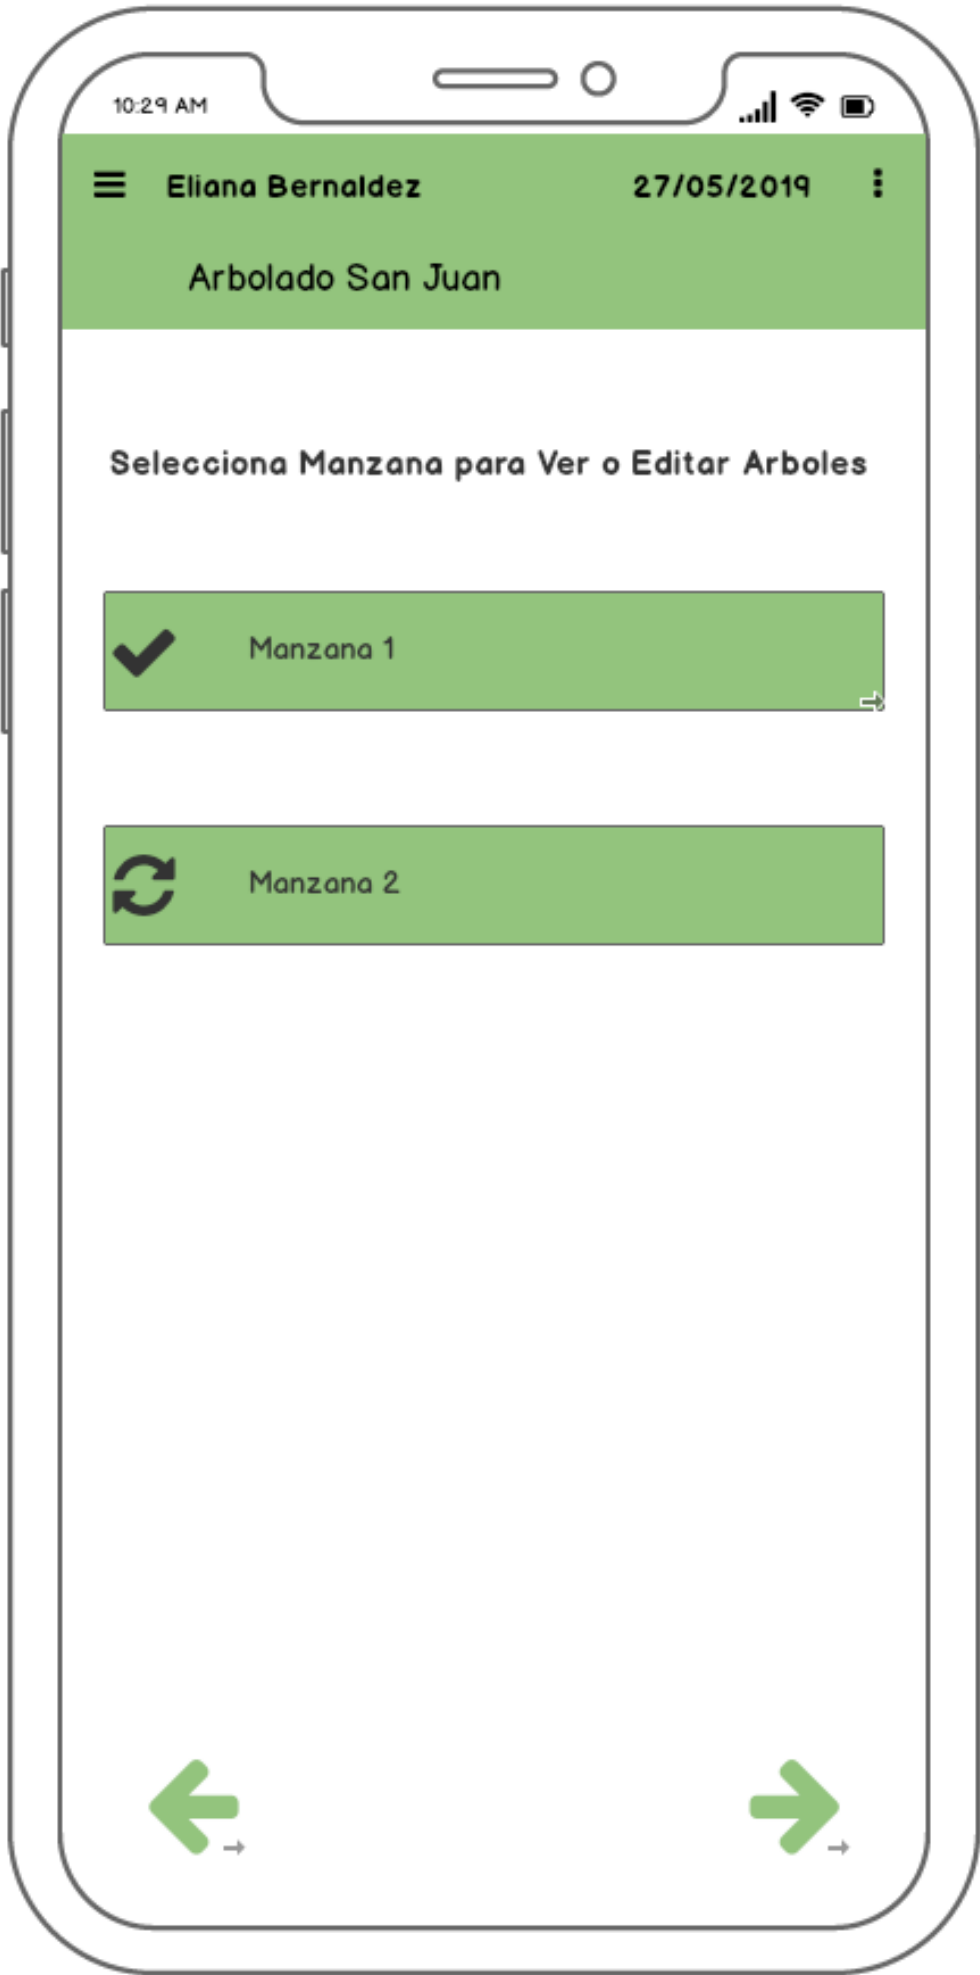 10:29 AM
Eliana Bernaldez 27/05/2019
Arbolado San Juan
Selecciona Manzana para Ver o Editar Arboles
Manzana 1
Manzana 2